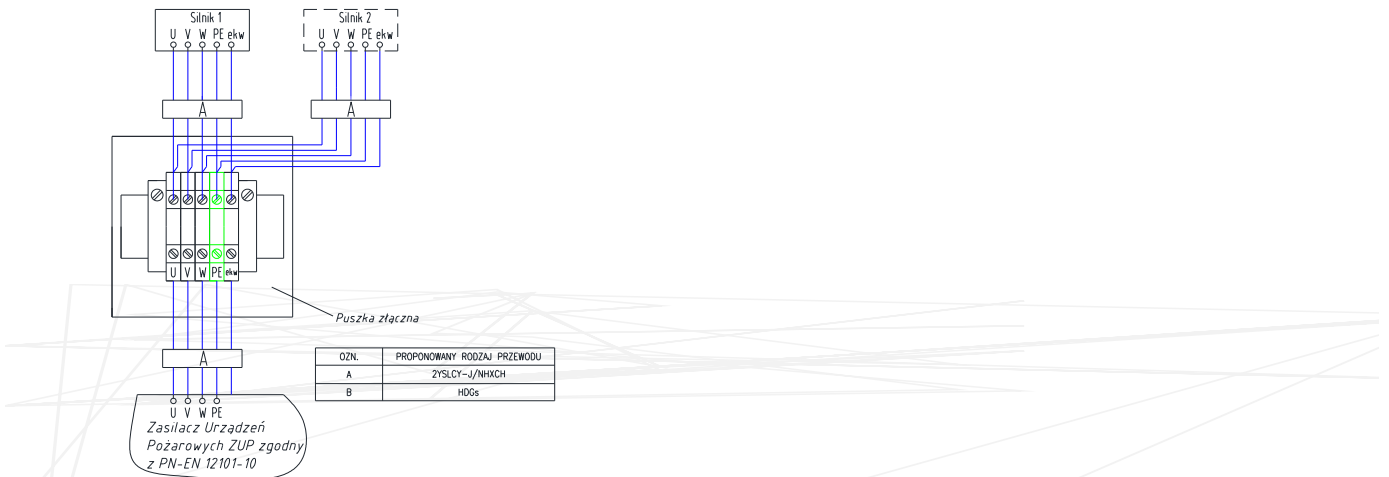 Silnik 1
U V W PE ekw
Silnik 2
U V W PE ekw
A
A
U V W PE ekw
Puszka złączna
A
OZN. PROPONOWANY RODZAJ PRZEWODU
A 2YSLCY-J/NHXCH
B HDGs
U V W PE
Zasilacz Urządzeń
Pożarowych ZUP zgodny
z PN-EN 12101-10